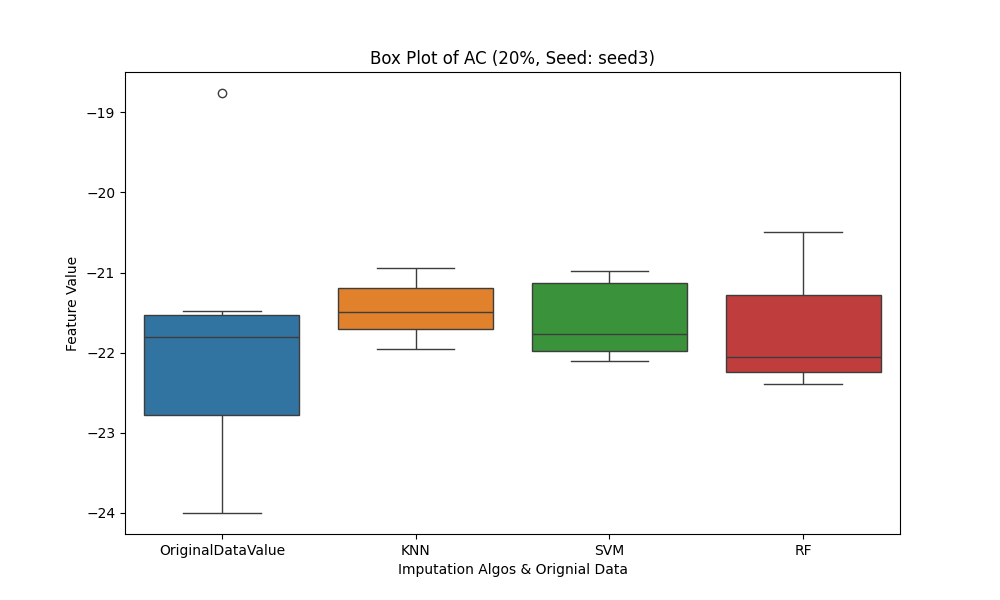 Box Plot of AC (20%, Seed: seed3)
−19
−20
−21
−22
−23
−24
Feature Value
OriginalDataValue KNN SVM RF
Imputation Algos & Orignial Data